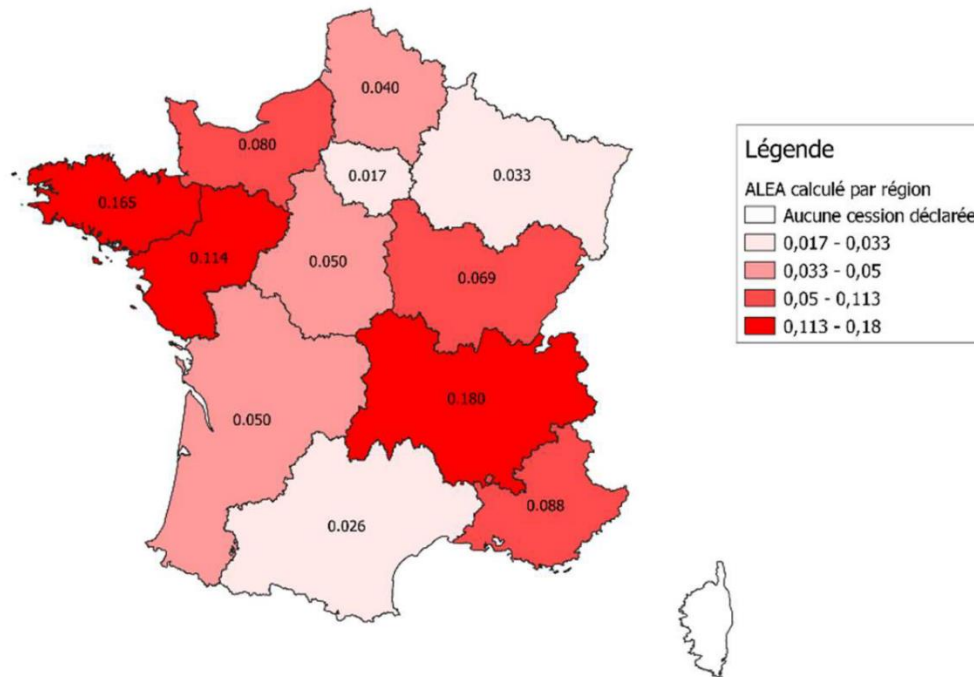 0.040
0.080
0.017
0.033
0.165
0.114
0.050
0.069
0.050
0.180
0.026
0.088
Légende
ALEA calculé par région
Aucune cession déclarée
0,017 - 0,033
0,033 - 0,05
0,05 - 0,113
0,113 - 0,18